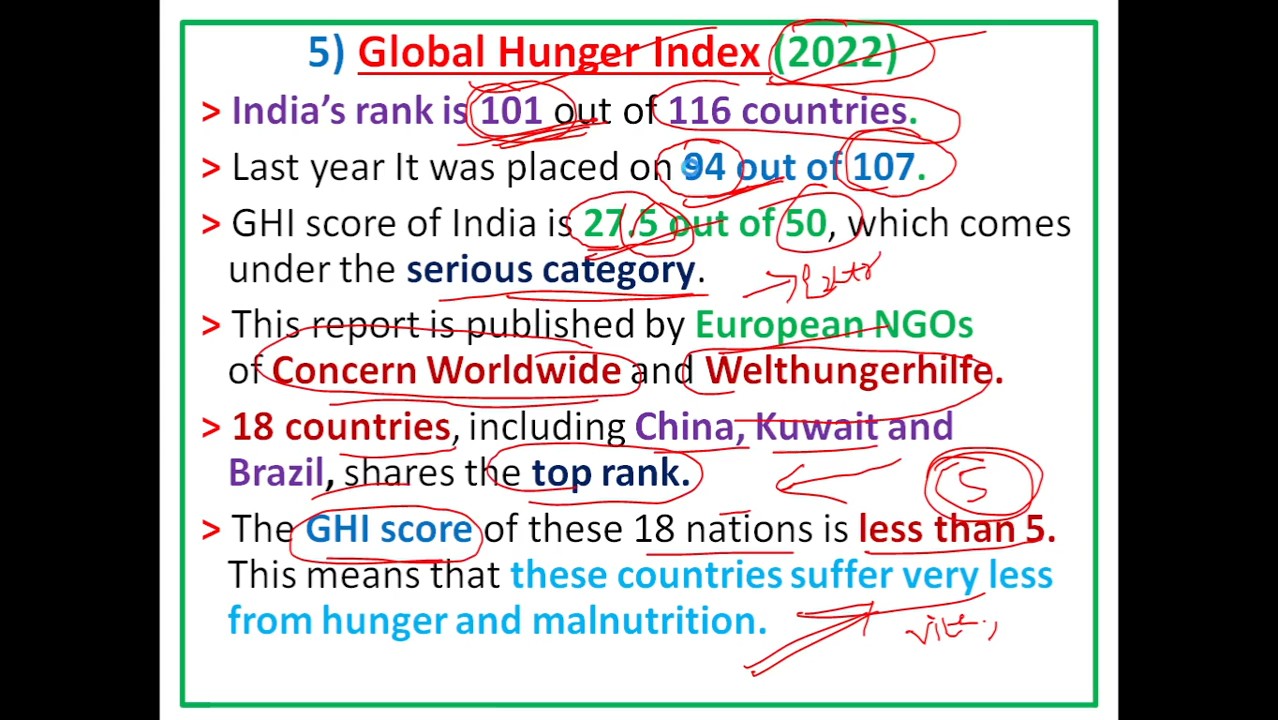 5) Global Hunger Index (2022)
> India's rank is 101 out of 116 countries.
> Last year It was placed on 94 out of 107.
> GHI score of India is 27.5 out of 50, which comes
under the serious category.
> This report is published by European NGOs
of Concern Worldwide and Welthungerhilfe.
> 18 countries, including China, Kuwait and
Brazil, shares the top rank.
5
> The GHI score of these 18 nations is less than 5.
This means that these countries suffer very less
from hunger and malnutrition.